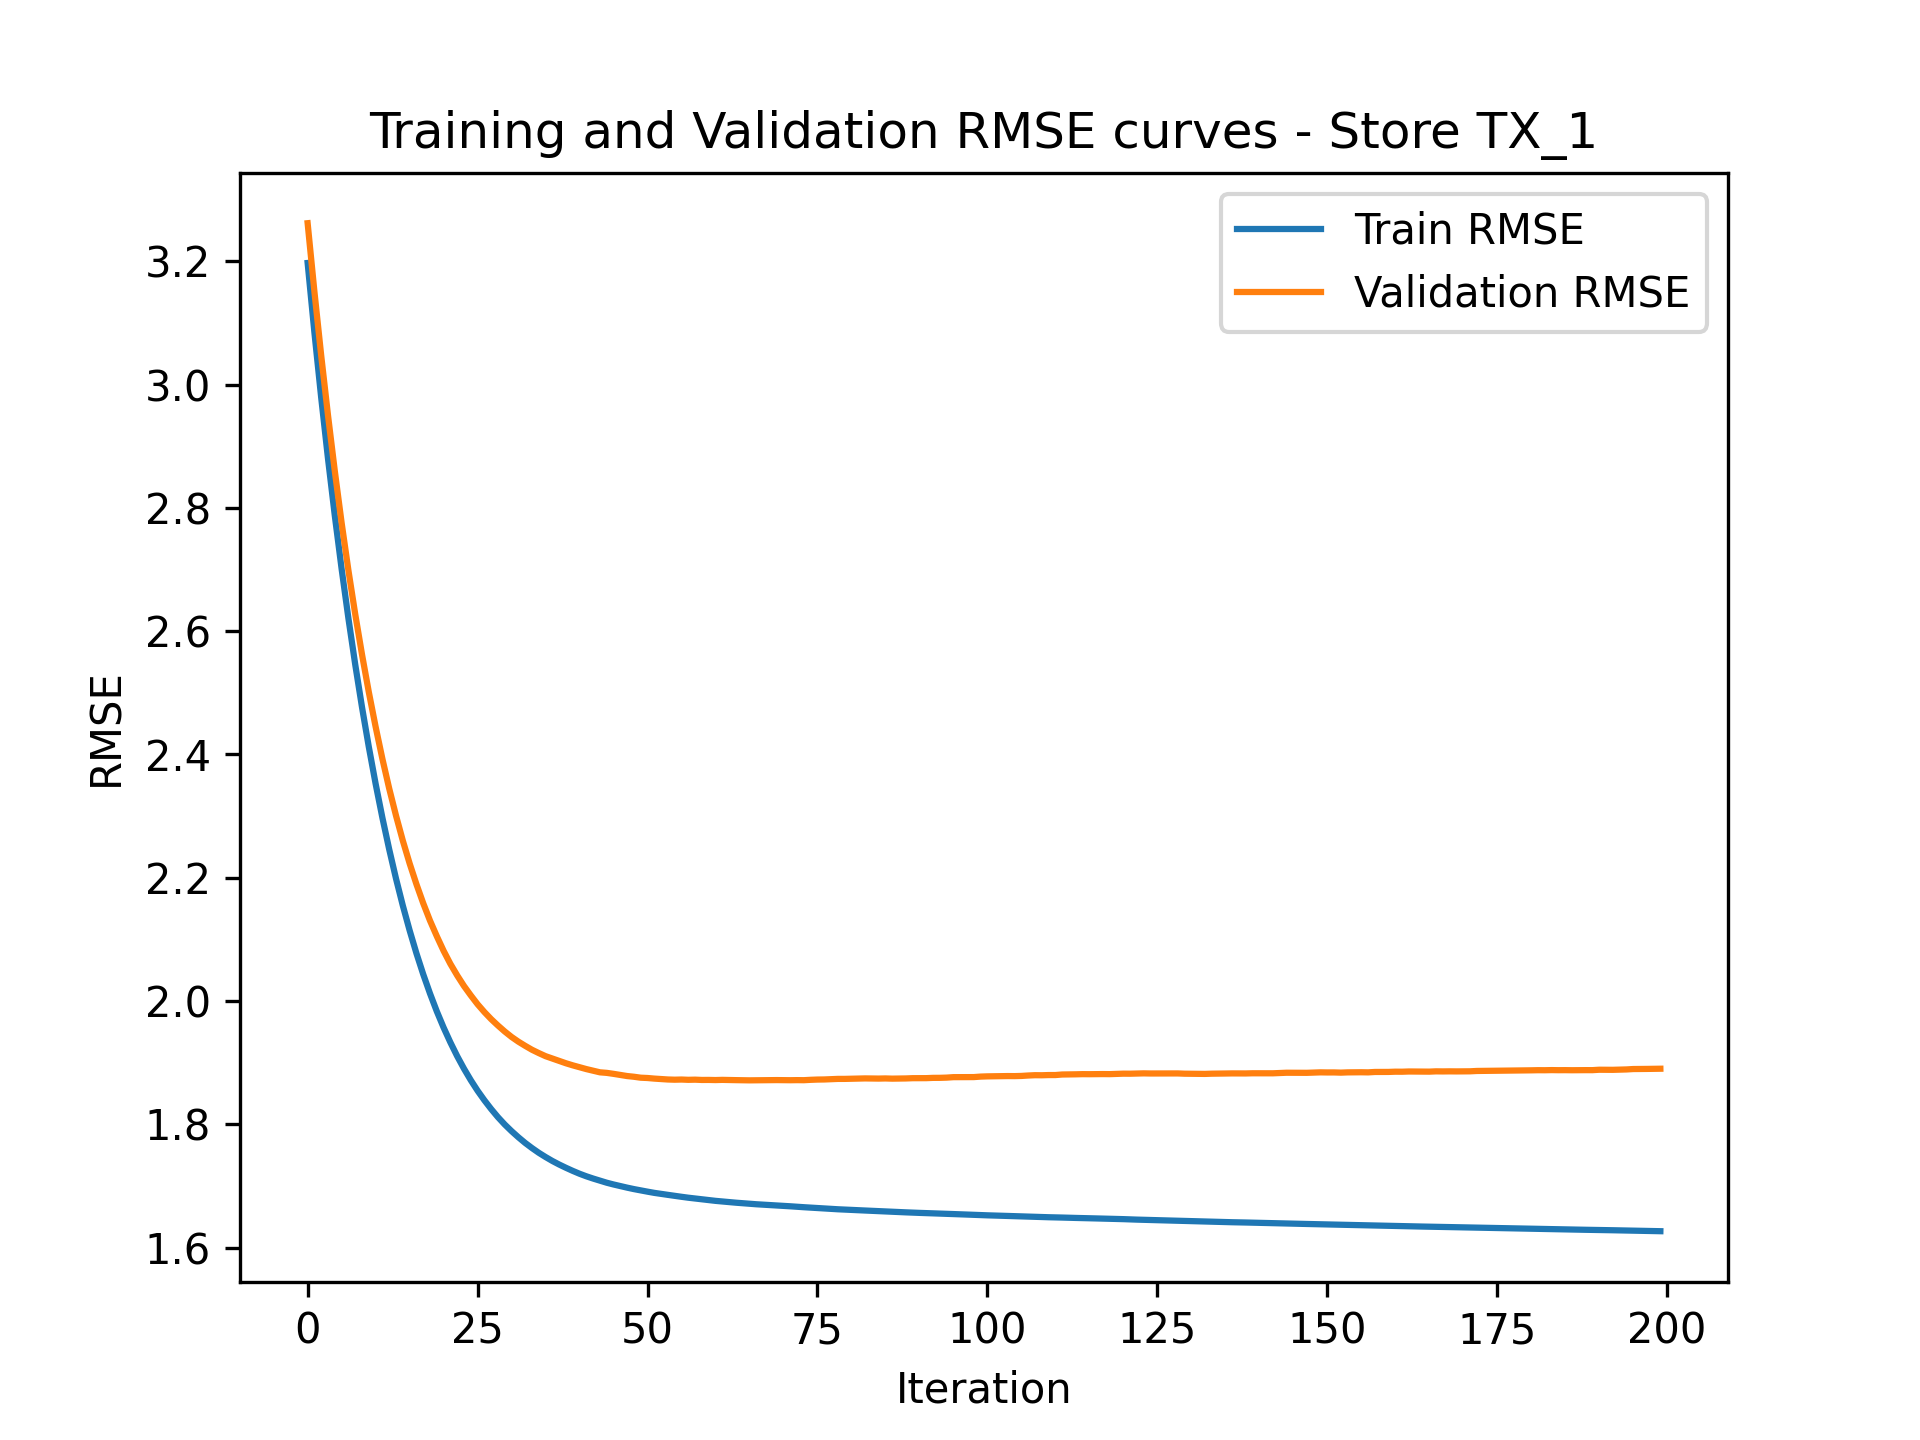 Training and Validation RMSE curves - Store TX_1
Train RMSE
Validation RMSE
3.2
3.0
2.8
2.6
2.4
2.2
2.0
1.8
1.6
RMSE
0 25 50 75 100 125 150 175 200
Iteration